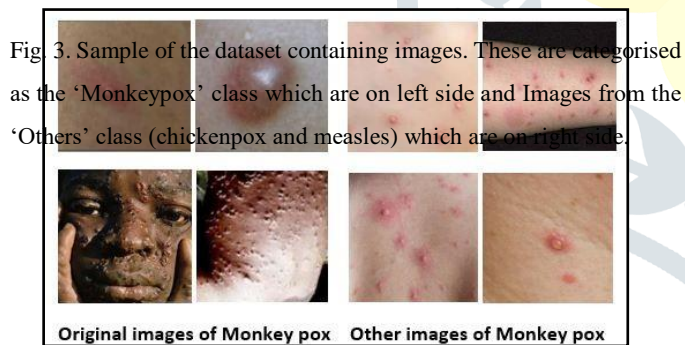 Fig. 3. Sample of the dataset containing images. These are categorised
as the ‘Monkeypox’ class which are on left side and Images from the
‘Others’ class (chickenpox and measles) which are on right side.
Original images of Monkey pox Other images of Monkey pox